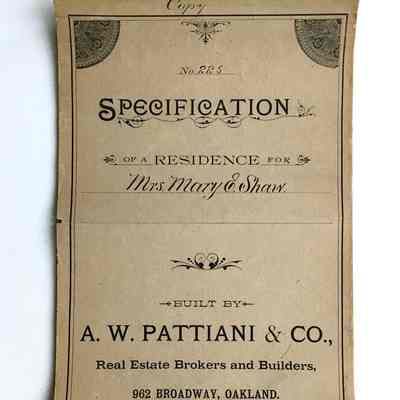 Copy
No. 225
SPECIFICATION
OF A RESIDENCE FOR
Mrs. Mary E. Shaw
BUILT BY
A. W. PATTIANI & CO.,
Real Estate Brokers and Builders,
962 BROADWAY, OAKLAND.